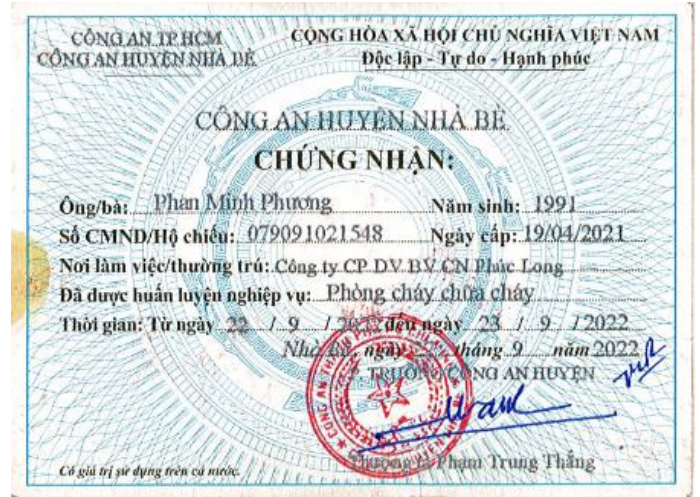 CÔNG AN TP HCM
CÔNG AN HUYỆN NHÀ BÈ
CỘNG HÒA XÃ HỘI CHỦ NGHĨA VIỆT NAM
Độc lập - Tự do - Hạnh phúc
CÔNG AN HUYỆN NHÀ BÈ
CHỨNG NHẬN:
Ông/bà: Phan Minh Phương Năm sinh: 1991
Số CMND/Hộ chiếu: 079091021548 Ngày cấp: 19/04/2021
Nơi làm việc/thường trú: Công ty CP DV BV CN Phúc Long
Đã được huấn luyện nghiệp vụ: Phòng cháy chữa cháy
Thời gian: Từ ngày 22 / 9 / 2022 đến ngày 23 / 9 / 2022
Nhà Bè, ngày tháng 9 năm 2022
P. TRƯỞNG CÔNG AN HUYỆN
Thượng tá Phạm Trung Thắng
Có giá trị sử dụng trên cả nước.